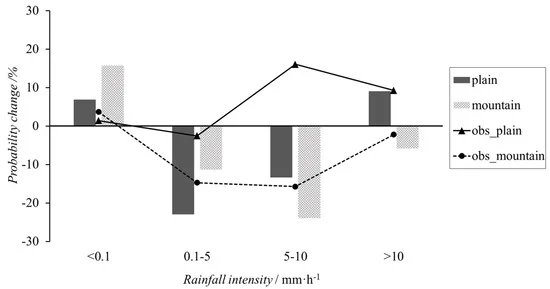 30
20
10
0
-10
-20
-30
Probability change /%
<0.1 0.1-5 5-10 >10
Rainfall intensity / mm·h⁻¹
plain
mountain
obs_plain
obs_mountain